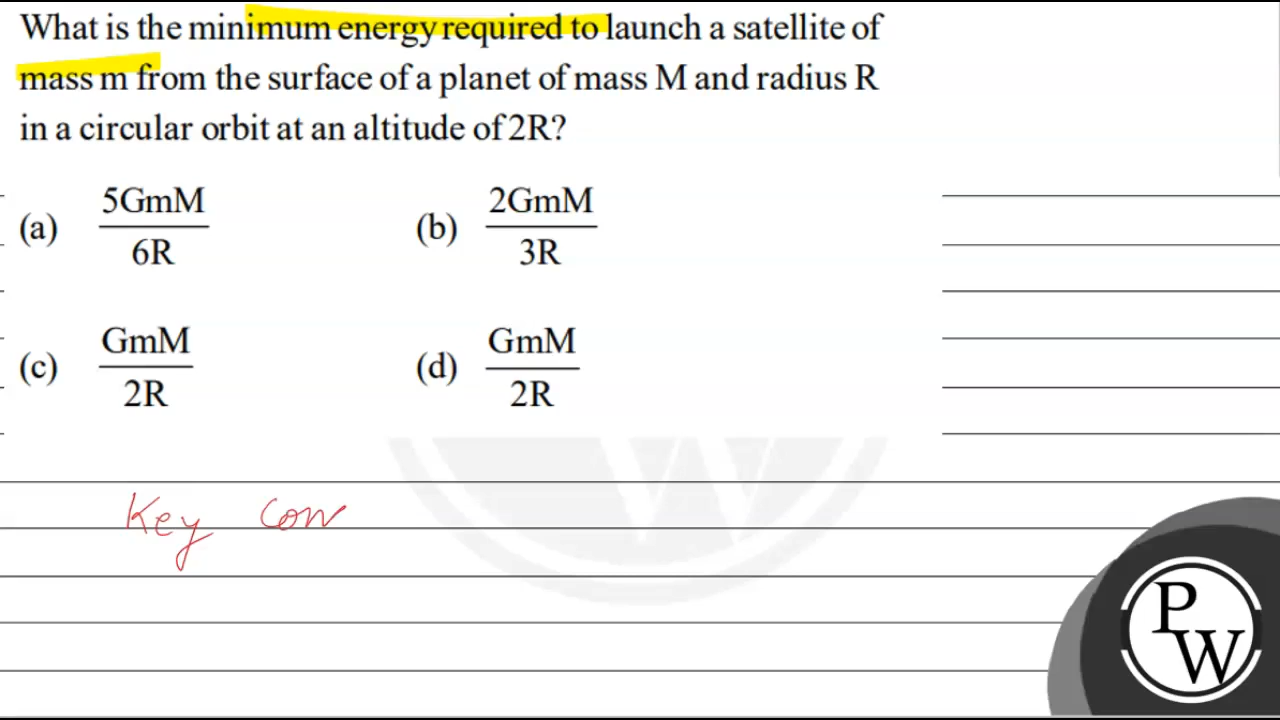 What is the minimum energy required to launch a satellite of
mass m from the surface of a planet of mass M and radius R
in a circular orbit at an altitude of 2R?
(a) 5GmM/6R (b) 2GmM/3R
(c) GmM/2R (d) GmM/2R
Key Con
PW